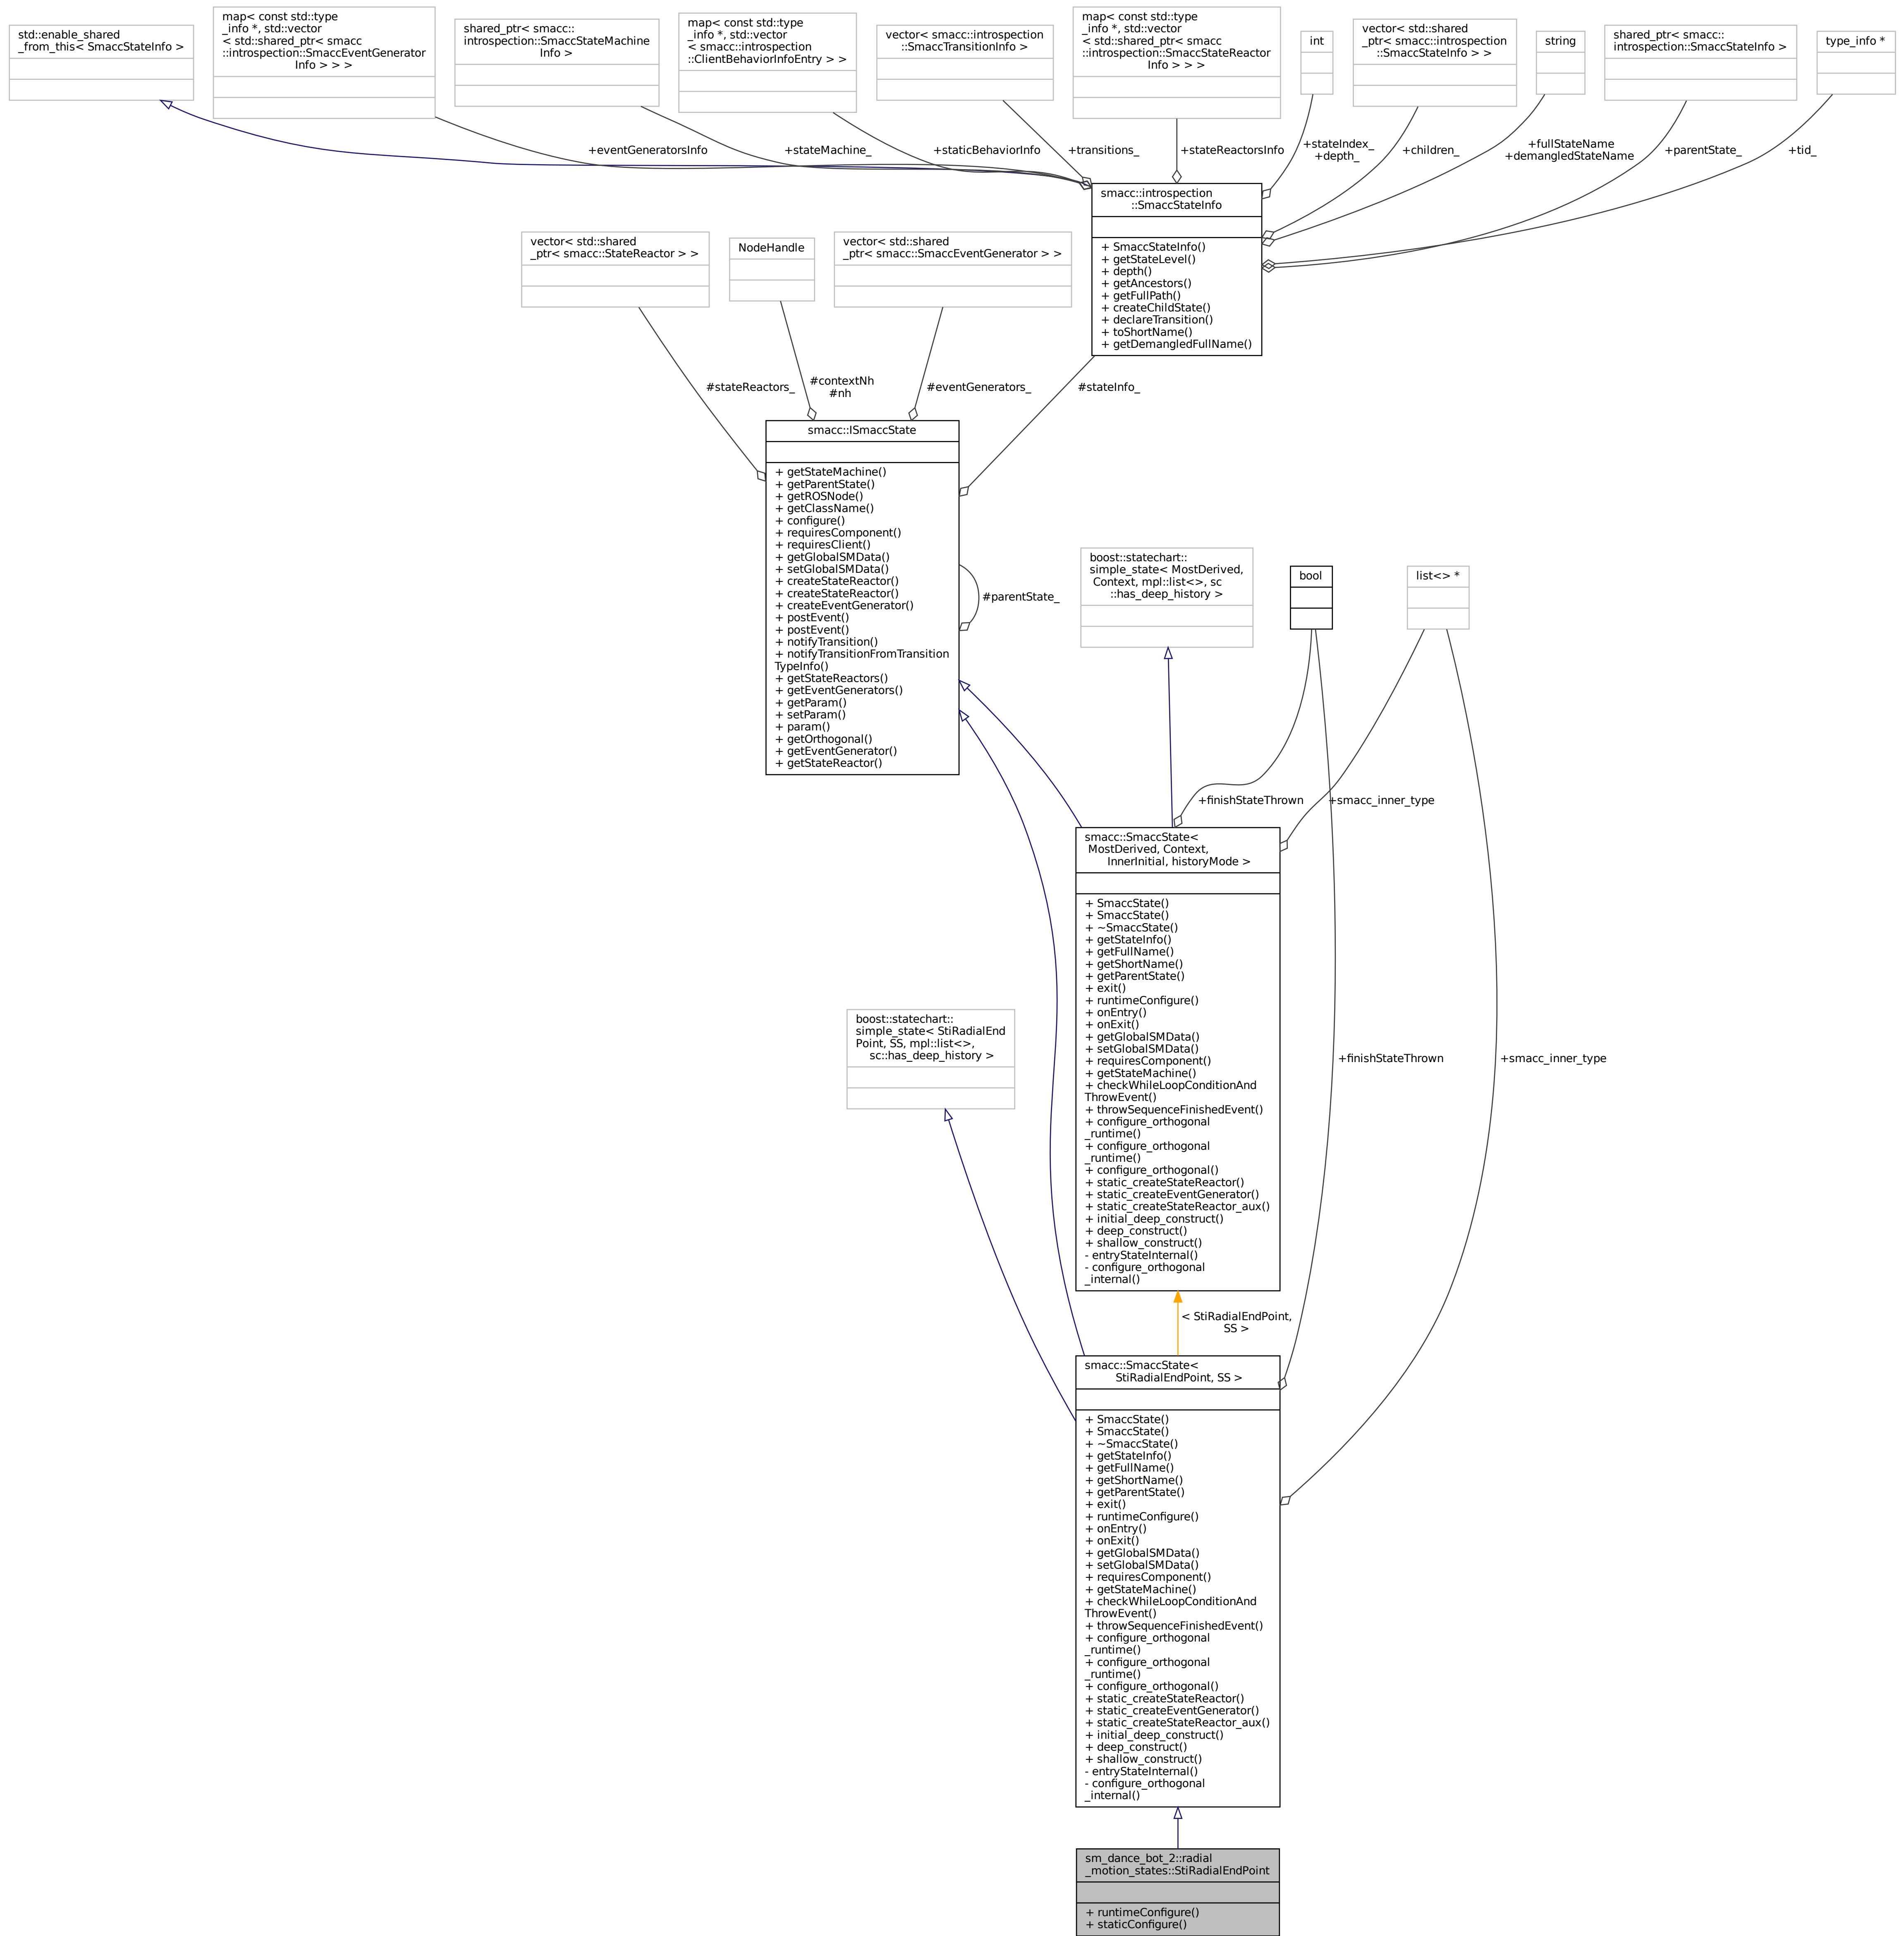 std::enable_shared
_from_this< SmaccStateInfo >
map< const std::type
_info *, std::vector
< std::shared_ptr< smacc
::introspection::SmaccEventGenerator
Info > > >
shared_ptr< smacc::
introspection::SmaccStateMachine
Info >
map< const std::type
_info *, std::vector
< smacc::introspection
::ClientBehaviorInfoEntry > >
vector< smacc::introspection
::SmaccTransitionInfo >
map< const std::type
_info *, std::vector
< std::shared_ptr< smacc
::introspection::SmaccStateReactor
Info > > >
int
vector< std::shared
_ptr< smacc::introspection
::SmaccStateInfo > >
string
shared_ptr< smacc::
introspection::SmaccStateInfo >
type_info *
+eventGeneratorsInfo
+stateMachine_
+staticBehaviorInfo
+transitions_
+stateReactorsInfo
+stateIndex_
+depth_
+children_
+fullStateName
+demangledStateName
+parentState_
+tid_
smacc::introspection
::SmaccStateInfo
+ SmaccStateInfo()
+ getStateLevel()
+ depth()
+ getAncestors()
+ getFullPath()
+ createChildState()
+ declareTransition()
+ toShortName()
+ getDemangledFullName()
vector< std::shared
_ptr< smacc::StateReactor > >
NodeHandle
vector< std::shared
_ptr< smacc::SmaccEventGenerator > >
#stateReactors_
#contextNh
#nh
#eventGenerators_
#stateInfo_
smacc::ISmaccState
+ getStateMachine()
+ getParentState()
+ getROSNode()
+ getClassName()
+ configure()
+ requiresComponent()
+ requiresClient()
+ getGlobalSMData()
+ setGlobalSMData()
+ createStateReactor()
+ createStateReactor()
+ createEventGenerator()
+ postEvent()
+ postEvent()
+ notifyTransition()
+ notifyTransitionFromTransition
TypeInfo()
+ getStateReactors()
+ getEventGenerators()
+ getParam()
+ setParam()
+ param()
+ getOrthogonal()
+ getEventGenerator()
+ getStateReactor()
#parentState_
boost::statechart::
simple_state< MostDerived,
Context, mpl::list<>, sc
::has_deep_history >
bool
list<> *
+finishStateThrown
+smacc_inner_type
smacc::SmaccState<
MostDerived, Context,
InnerInitial, historyMode >
+ SmaccState()
+ SmaccState()
+ ~SmaccState()
+ getStateInfo()
+ getFullName()
+ getShortName()
+ getParentState()
+ exit()
+ runtimeConfigure()
+ onEntry()
+ onExit()
+ getGlobalSMData()
+ setGlobalSMData()
+ requiresComponent()
+ getStateMachine()
+ checkWhileLoopConditionAnd
ThrowEvent()
+ throwSequenceFinishedEvent()
+ configure_orthogonal
_runtime()
+ configure_orthogonal
_runtime()
+ configure_orthogonal()
+ static_createStateReactor()
+ static_createEventGenerator()
+ static_createStateReactor_aux()
+ initial_deep_construct()
+ deep_construct()
+ shallow_construct()
- entryStateInternal()
- configure_orthogonal
_internal()
boost::statechart::
simple_state< StiRadialEnd
Point, SS, mpl::list<>,
sc::has_deep_history >
+finishStateThrown
+smacc_inner_type
< StiRadialEndPoint,
SS >
smacc::SmaccState<
StiRadialEndPoint, SS >
+ SmaccState()
+ SmaccState()
+ ~SmaccState()
+ getStateInfo()
+ getFullName()
+ getShortName()
+ getParentState()
+ exit()
+ runtimeConfigure()
+ onEntry()
+ onExit()
+ getGlobalSMData()
+ setGlobalSMData()
+ requiresComponent()
+ getStateMachine()
+ checkWhileLoopConditionAnd
ThrowEvent()
+ throwSequenceFinishedEvent()
+ configure_orthogonal
_runtime()
+ configure_orthogonal
_runtime()
+ configure_orthogonal()
+ static_createStateReactor()
+ static_createEventGenerator()
+ static_createStateReactor_aux()
+ initial_deep_construct()
+ deep_construct()
+ shallow_construct()
- entryStateInternal()
- configure_orthogonal
_internal()
sm_dance_bot_2::radial
_motion_states::StiRadialEndPoint
+ runtimeConfigure()
+ staticConfigure()